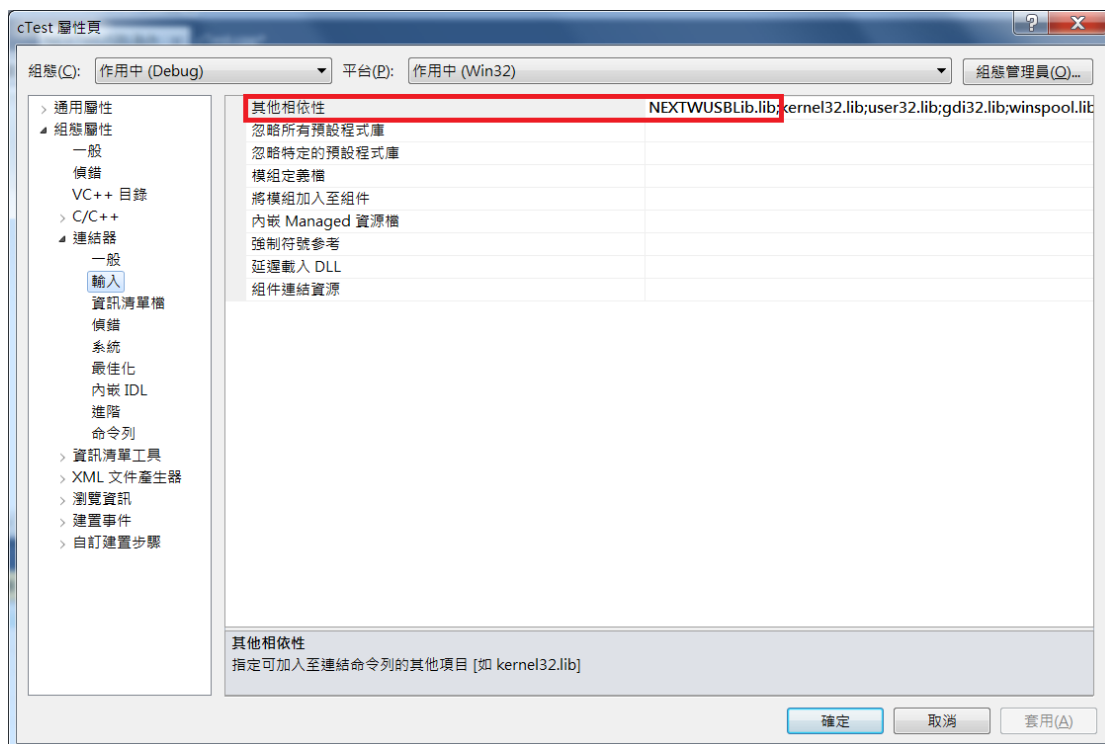 cTest 屬性頁
組態(C): 作用中 (Debug) 平台(P): 作用中 (Win32) 組態管理員(O)...
通用屬性
組態屬性
一般
偵錯
VC++ 目錄
C/C++
連結器
一般
輸入
資訊清單檔
偵錯
系統
最佳化
內嵌 IDL
進階
命令列
資訊清單工具
XML 文件產生器
瀏覽資訊
建置事件
自訂建置步驟
其他相依性 NEXTWUSBLib.lib;kernel32.lib;user32.lib;gdi32.lib;winspool.lib
忽略所有預設程式庫
忽略特定的預設程式庫
模組定義檔
將模組加入至組件
內嵌 Managed 資源檔
強制符號參考
延遲載入 DLL
組件連結資源
其他相依性
指定可加入至連結命令列的其他項目 [如 kernel32.lib]
確定 取消 套用(A)